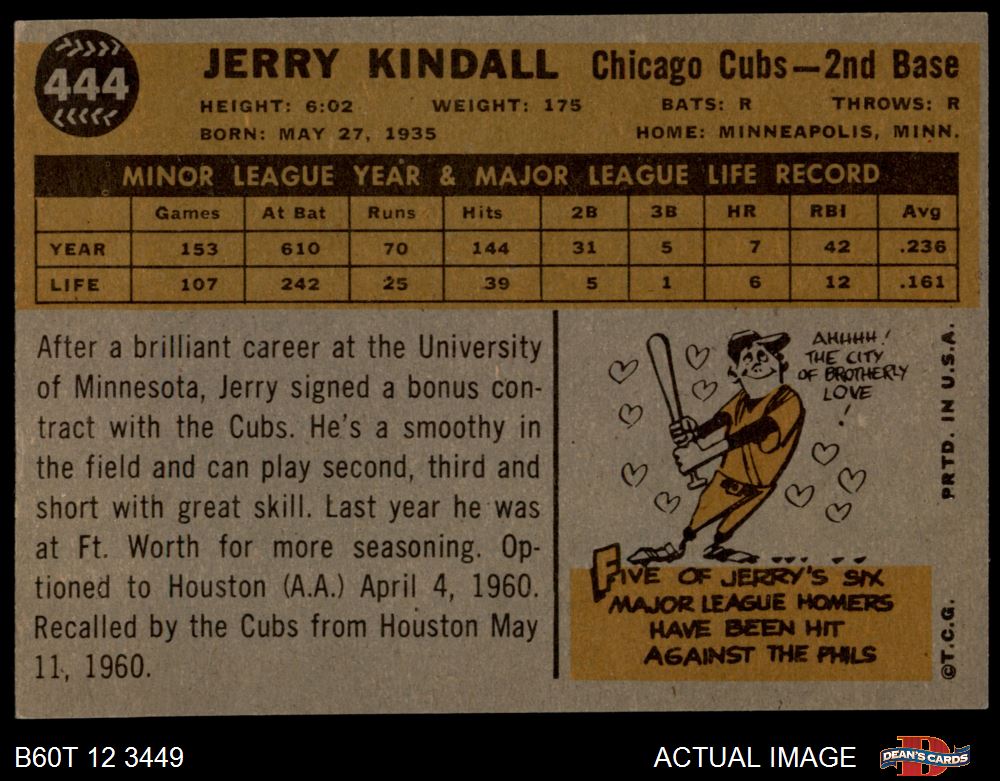 444
JERRY KINDALL Chicago Cubs—2nd Base
HEIGHT: 6:02 WEIGHT: 175 BATS: R THROWS: R
BORN: MAY 27, 1935 HOME: MINNEAPOLIS, MINN.
MINOR LEAGUE YEAR & MAJOR LEAGUE LIFE RECORD
Games At Bat Runs Hits 2B 3B HR RBI Avg
YEAR 153 610 70 144 31 5 7 42 .236
LIFE 107 242 25 39 5 1 6 12 .161
After a brilliant career at the University
of Minnesota, Jerry signed a bonus con-
tract with the Cubs. He's a smoothy in
the field and can play second, third and
short with great skill. Last year he was
at Ft. Worth for more seasoning. Op-
tioned to Houston (A.A.) April 4, 1960.
Recalled by the Cubs from Houston May
11, 1960.
AHHHH!
THE CITY
OF BROTHERLY
LOVE
!
FIVE OF JERRY'S SIX
MAJOR LEAGUE HOMERS
HAVE BEEN HIT
AGAINST THE PHILS
©T.C.G. PRTD. IN U.S.A.
B60T 12 3449 ACTUAL IMAGE DEAN'S CARDS